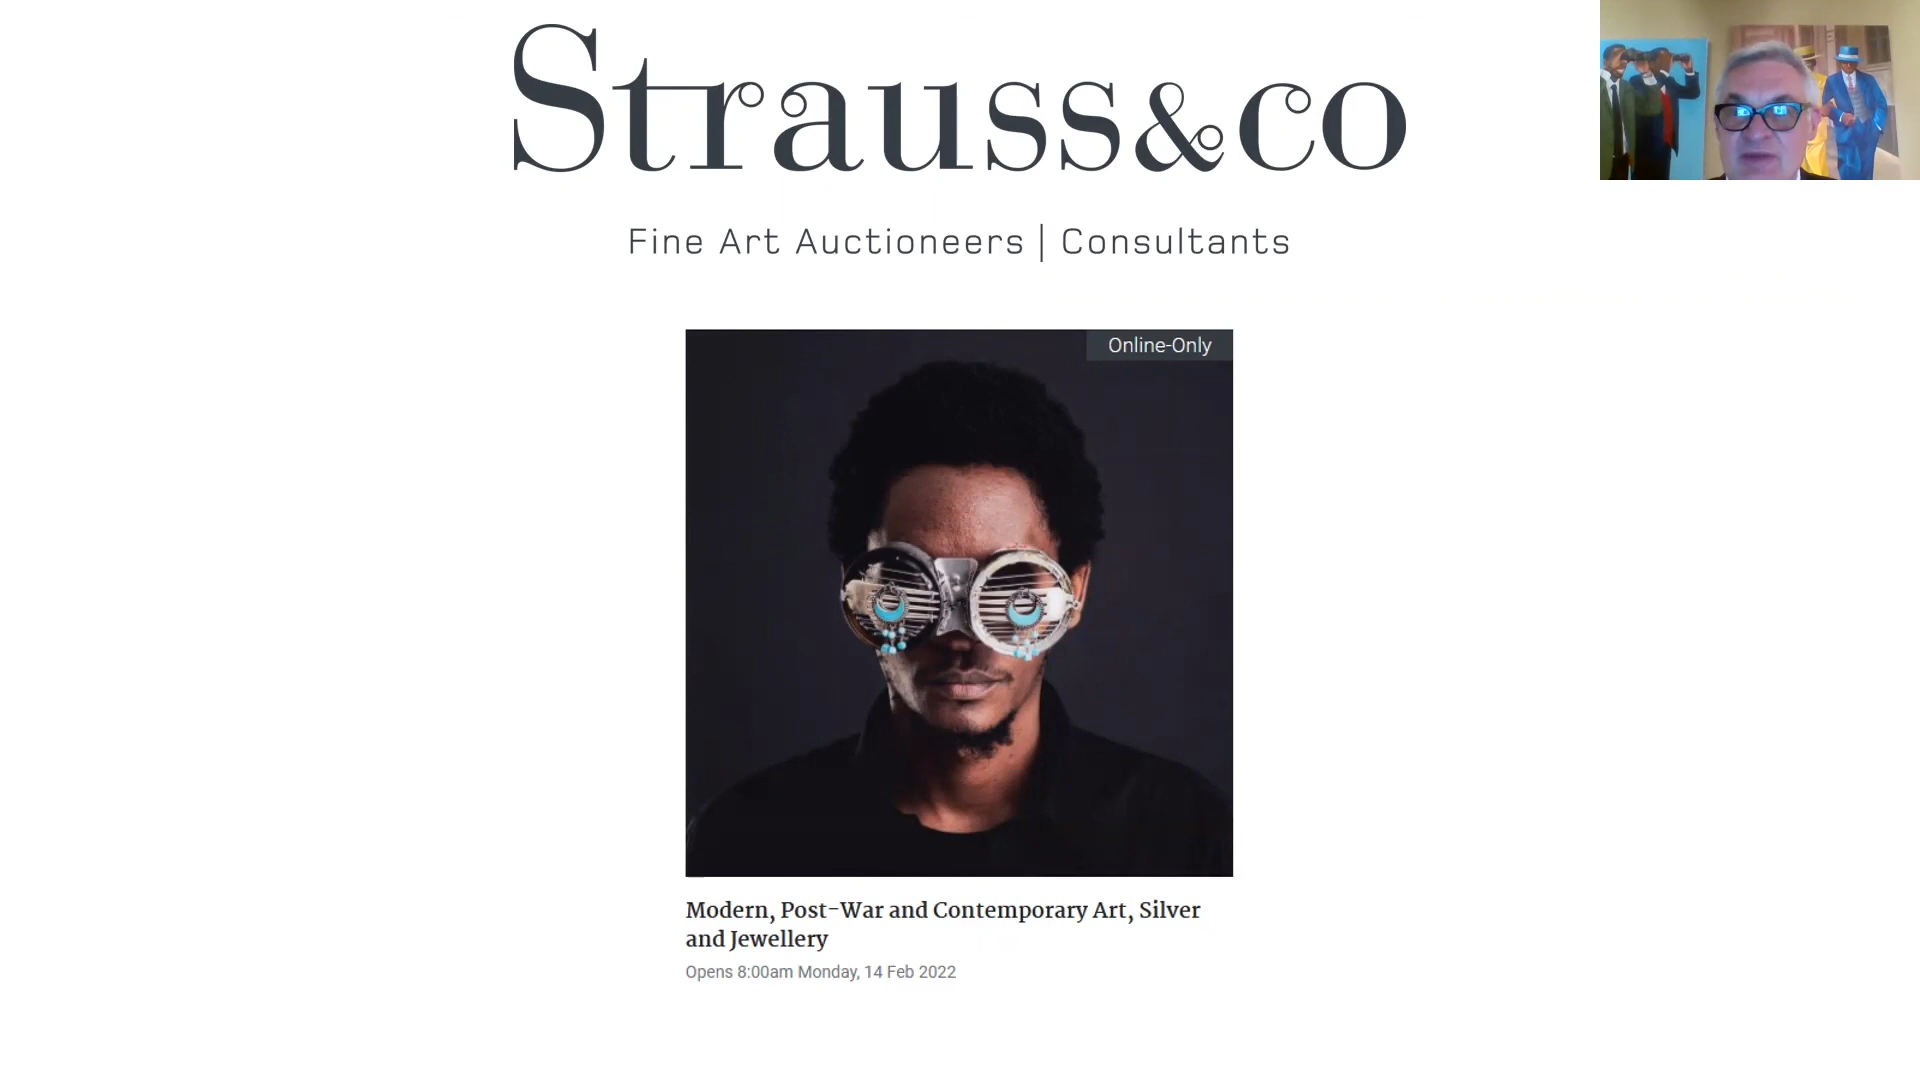 Strauss&co
Fine Art Auctioneers | Consultants
Online-Only
Modern, Post-War and Contemporary Art, Silver
and Jewellery
Opens 8:00am Monday, 14 Feb 2022